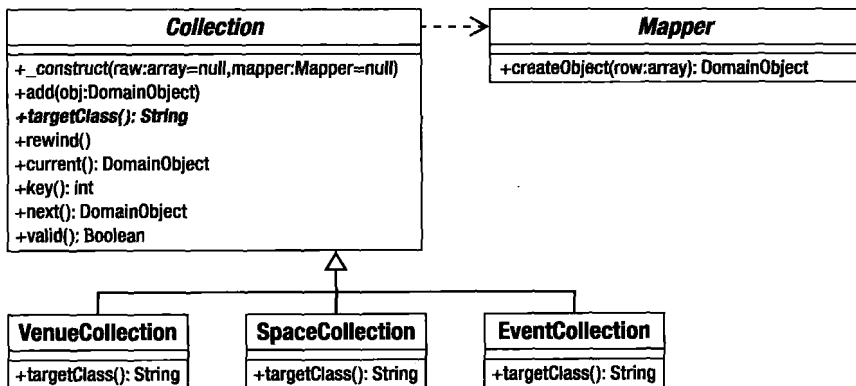 Collection
+_construct(raw:array=null,mapper:Mapper=null)
+add(obj:DomainObject)
+targetClass(): String
+rewind()
+current(): DomainObject
+key(): int
+next(): DomainObject
+valid(): Boolean
Mapper
+createObject(row:array): DomainObject
VenueCollection
+targetClass(): String
SpaceCollection
+targetClass(): String
EventCollection
+targetClass(): String